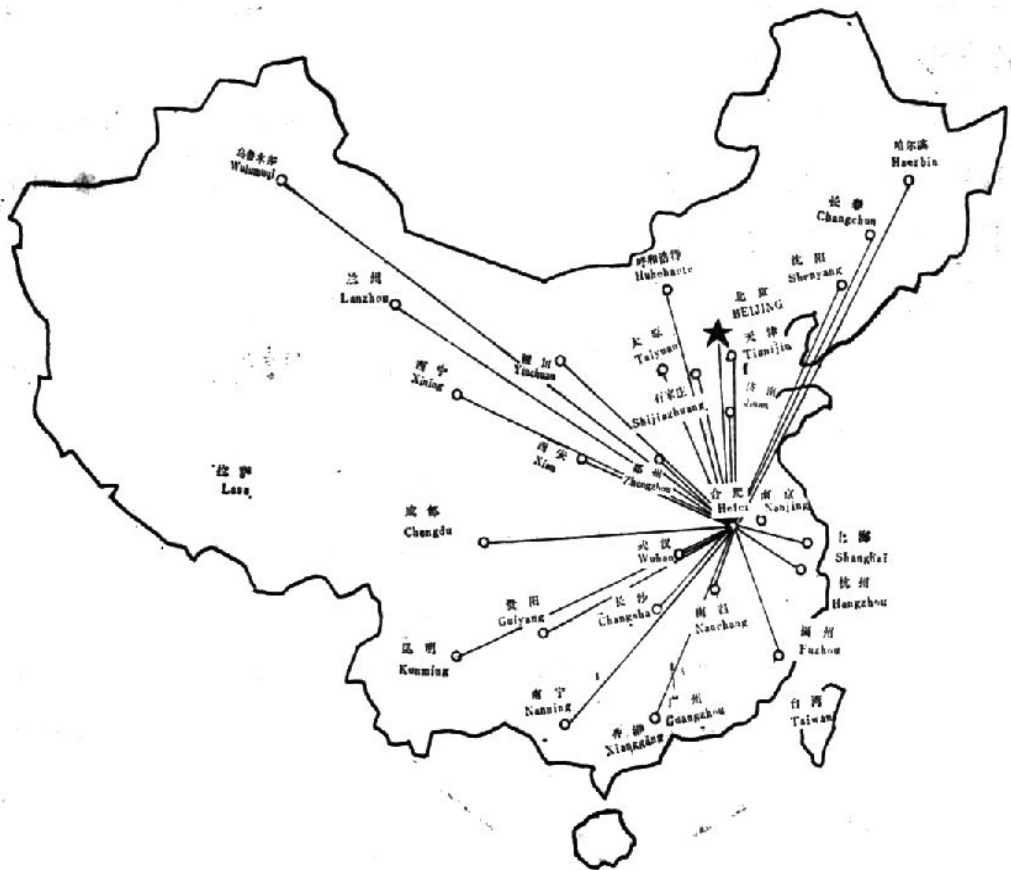 哈尔滨
Haerbin
乌鲁木齐
Wulumuqi
长春
Changchun
沈阳
Shenyang
呼和浩特
Huhehaote
兰州
Lanzhou
北京
BEIJING
太原
Taiyuan
天津
Tianjin
银川
Yinchuan
西宁
Xining
石家庄
Shijiazhuang
济南
Jinan
西安
Xian
郑州
Zhengzhou
拉萨
Lasa
合肥
Hefei
南京
Nanjing
成都
Chengdu
武汉
Wuhan
上海
ShangHai
杭州
Hangzhou
贵阳
Guiyang
长沙
Changsha
南昌
Nanchang
昆明
Kunming
福州
Fuzhou
南宁
Nanning
广州
Guangzhou
香港
Xianggang
台湾
Taiwan